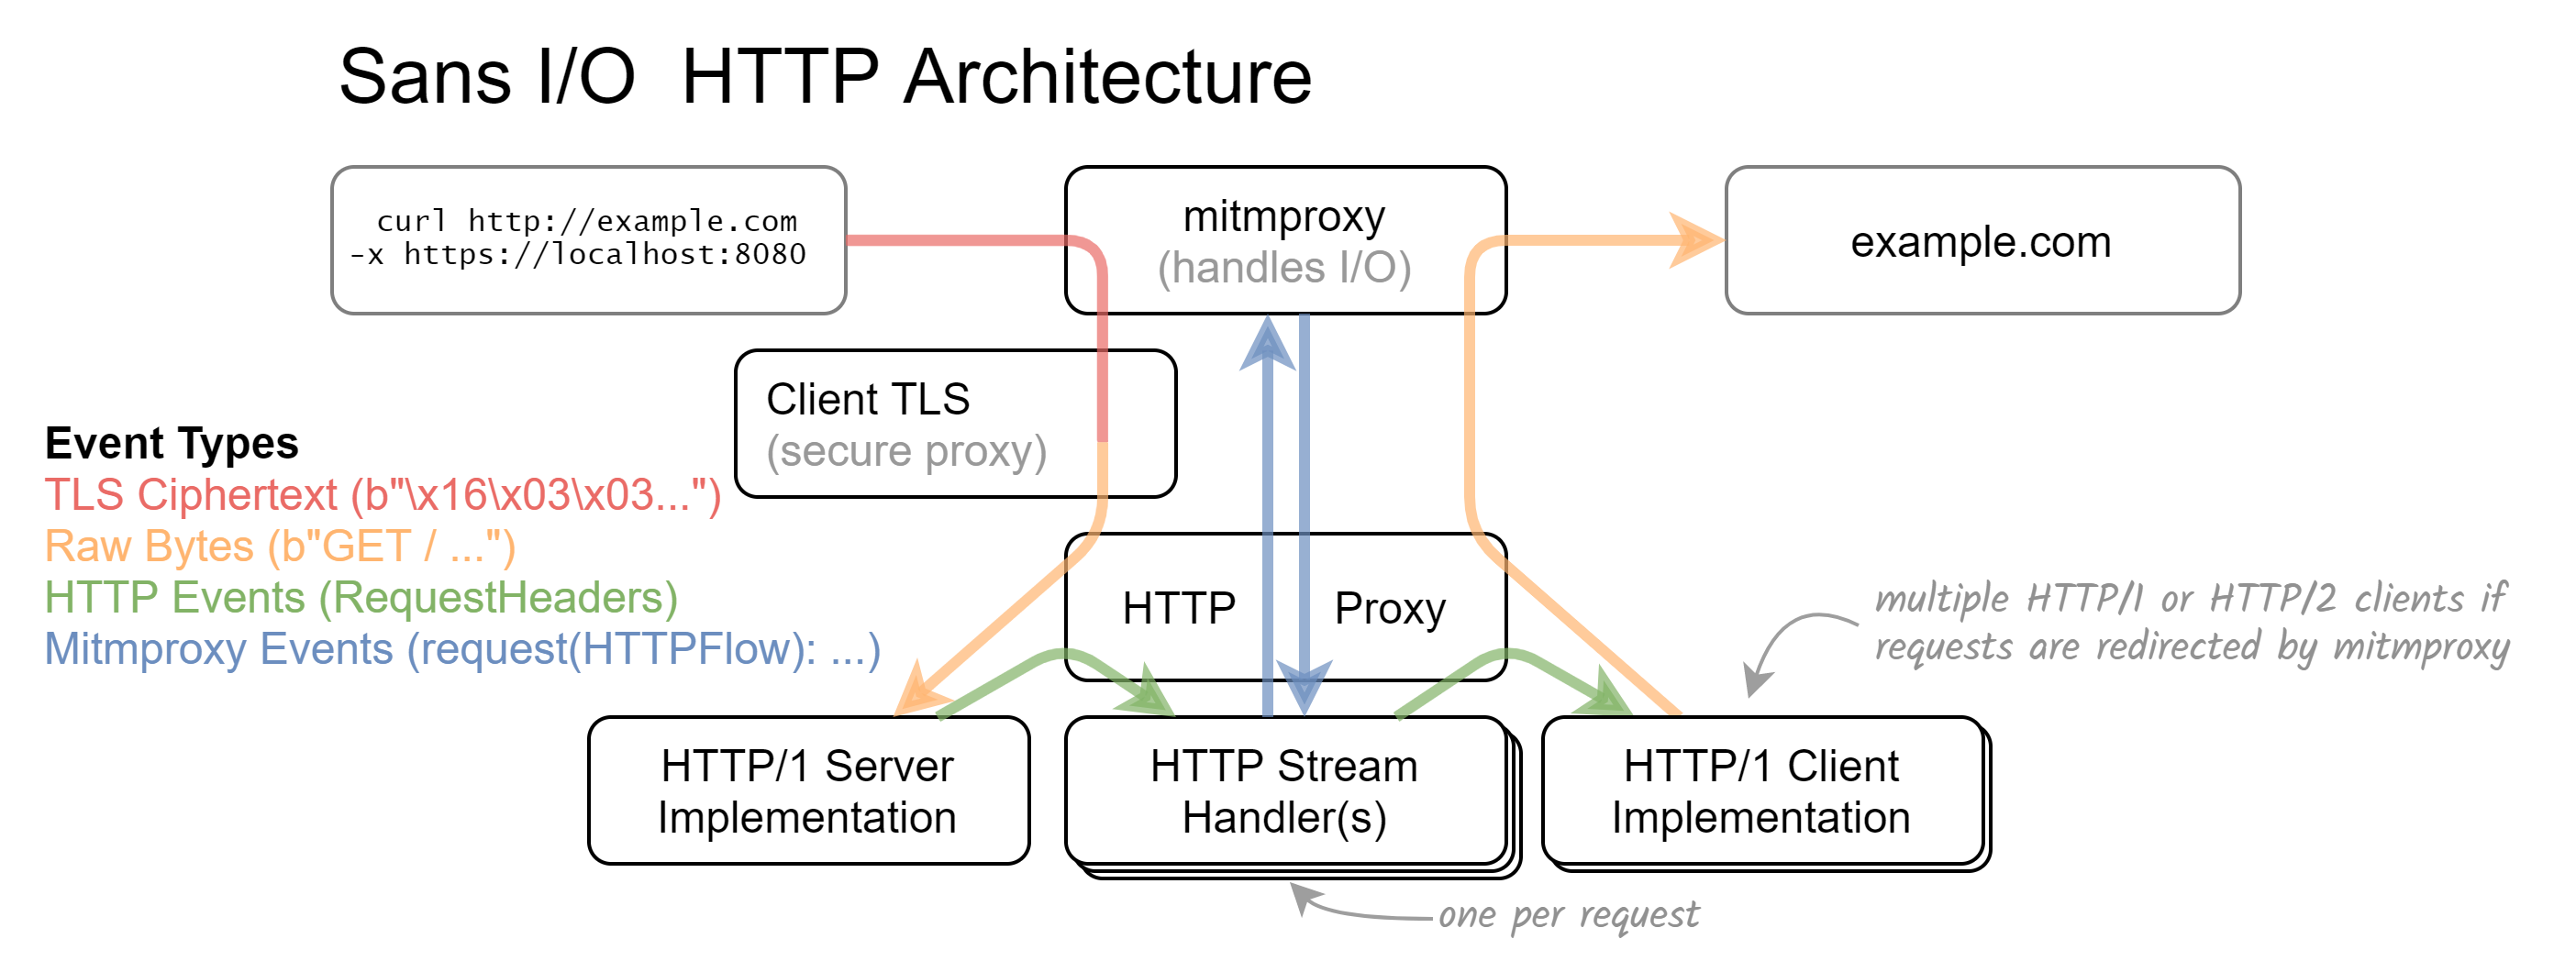 Sans I/O  HTTP Architecture
curl http://example.com
-x https://localhost:8080
mitmproxy
(handles I/O)
example.com
Client TLS
(secure proxy)
Event Types
TLS Ciphertext (b"\x16\x03\x03...")
Raw Bytes (b"GET / ...")
HTTP Events (RequestHeaders)
Mitmproxy Events (request(HTTPFlow): ...)
HTTP Proxy
multiple HTTP/1 or HTTP/2 clients if
requests are redirected by mitmproxy
HTTP/1 Server
Implementation
HTTP Stream
Handler(s)
HTTP/1 Client
Implementation
one per request